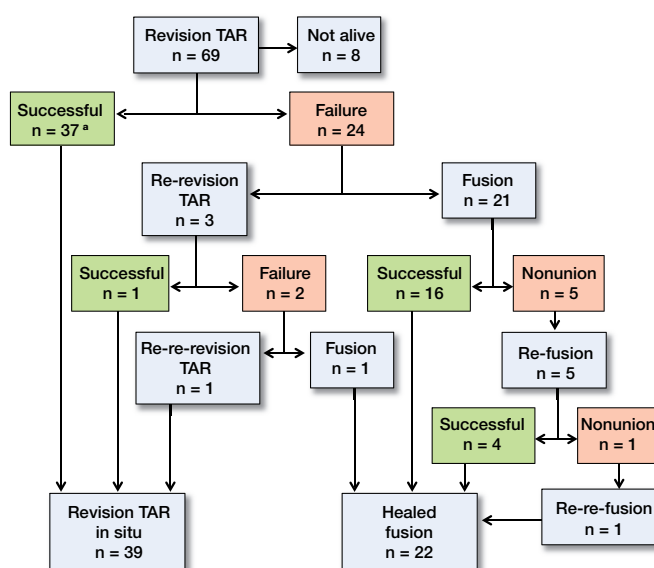 Revision TAR
n = 69
Not alive
n = 8
Successful
n = 37 a
Failure
n = 24
Re-revision
TAR
n = 3
Fusion
n = 21
Successful
n = 1
Failure
n = 2
Successful
n = 16
Nonunion
n = 5
Re-re-revision
TAR
n = 1
Fusion
n = 1
Re-fusion
n = 5
Successful
n = 4
Nonunion
n = 1
Revision TAR
in situ
n = 39
Healed
fusion
n = 22
Re-re-fusion
n = 1